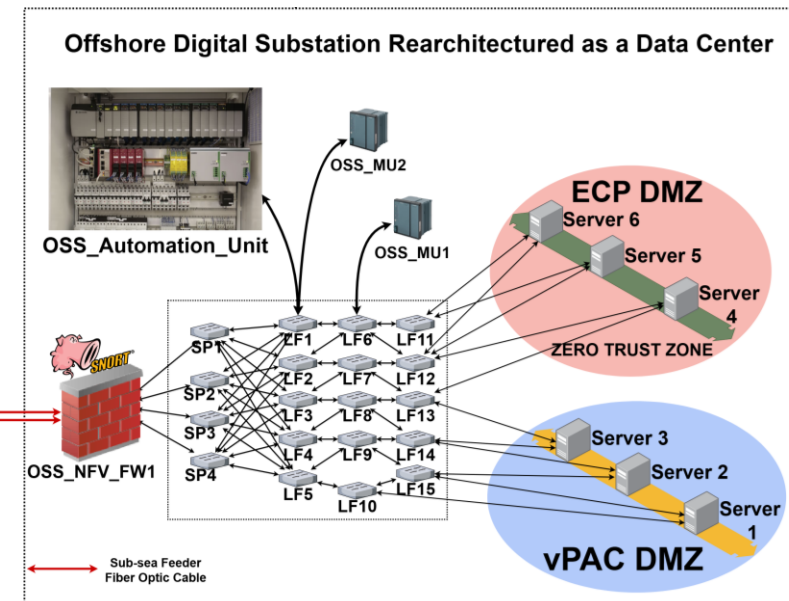 Offshore Digital Substation Rearchitectured as a Data Center
OSS_MU2
OSS_MU1
OSS_Automation_Unit
ECP DMZ
Server 6
Server 5
Server
4
ZERO TRUST ZONE
SNORT
OSS_NFV_FW1
SP1
SP2
SP3
SP4
LF1
LF2
LF3
LF4
LF5
LF6
LF7
LF8
LF9
LF10
LF11
LF12
LF13
LF14
LF15
Server 3
Server 2
Server
1
vPAC DMZ
Sub-sea Feeder
Fiber Optic Cable